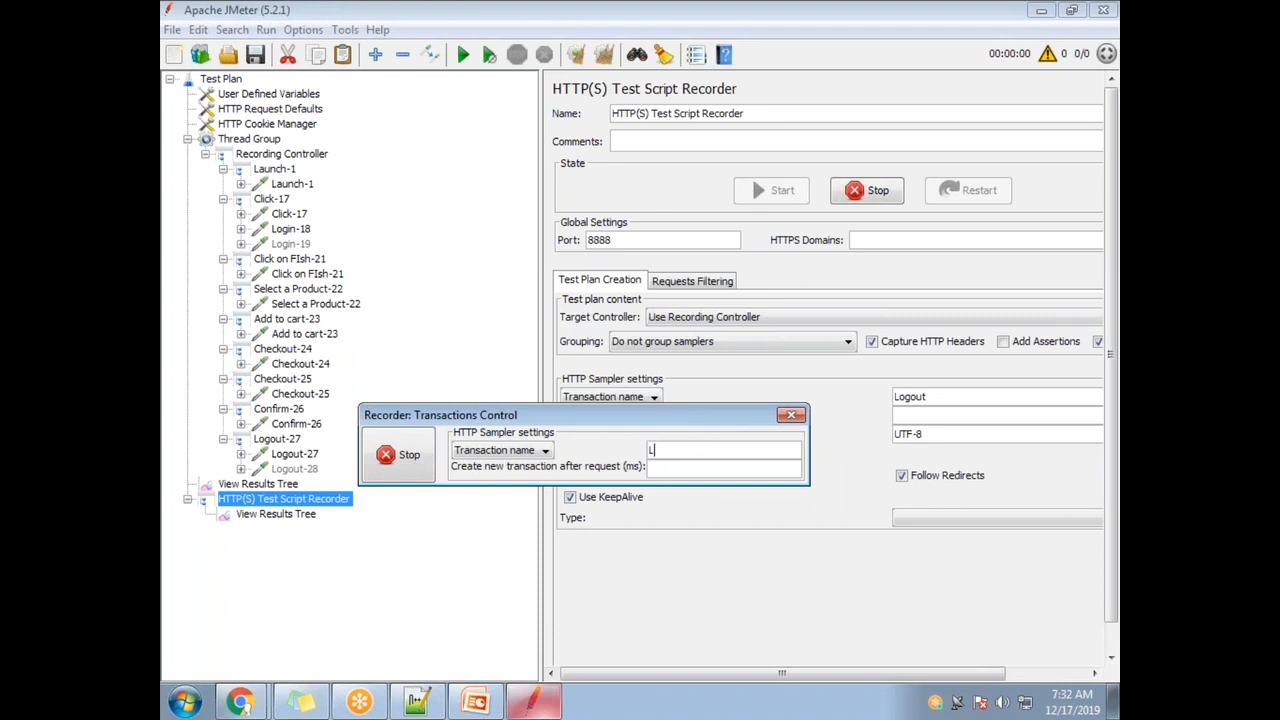 Apache JMeter (5.2.1)
File Edit Search Run Options Tools Help
00:00:00 0 0/0
Test Plan
User Defined Variables
HTTP Request Defaults
HTTP Cookie Manager
Thread Group
Recording Controller
Launch-1
Launch-1
Click-17
Click-17
Login-18
Login-19
Click on FIsh-21
Click on FIsh-21
Select a Product-22
Select a Product-22
Add to cart-23
Add to cart-23
Checkout-24
Checkout-24
Checkout-25
Checkout-25
Confirm-26
Confirm-26
Logout-27
Logout-27
Logout-28
View Results Tree
HTTP(S) Test Script Recorder
View Results Tree
HTTP(S) Test Script Recorder
Name: HTTP(S) Test Script Recorder
Comments:
State
Start Stop Restart
Global Settings
Port: 8888 HTTPS Domains:
Test Plan Creation Requests Filtering
Test plan content
Target Controller: Use Recording Controller
Grouping: Do not group samplers Capture HTTP Headers Add Assertions
HTTP Sampler settings
Transaction name Logout
UTF-8
Follow Redirects
Use KeepAlive
Type:
Recorder: Transactions Control
HTTP Sampler settings
Stop Transaction name L
Create new transaction after request (ms):
7:32 AM
12/17/2019